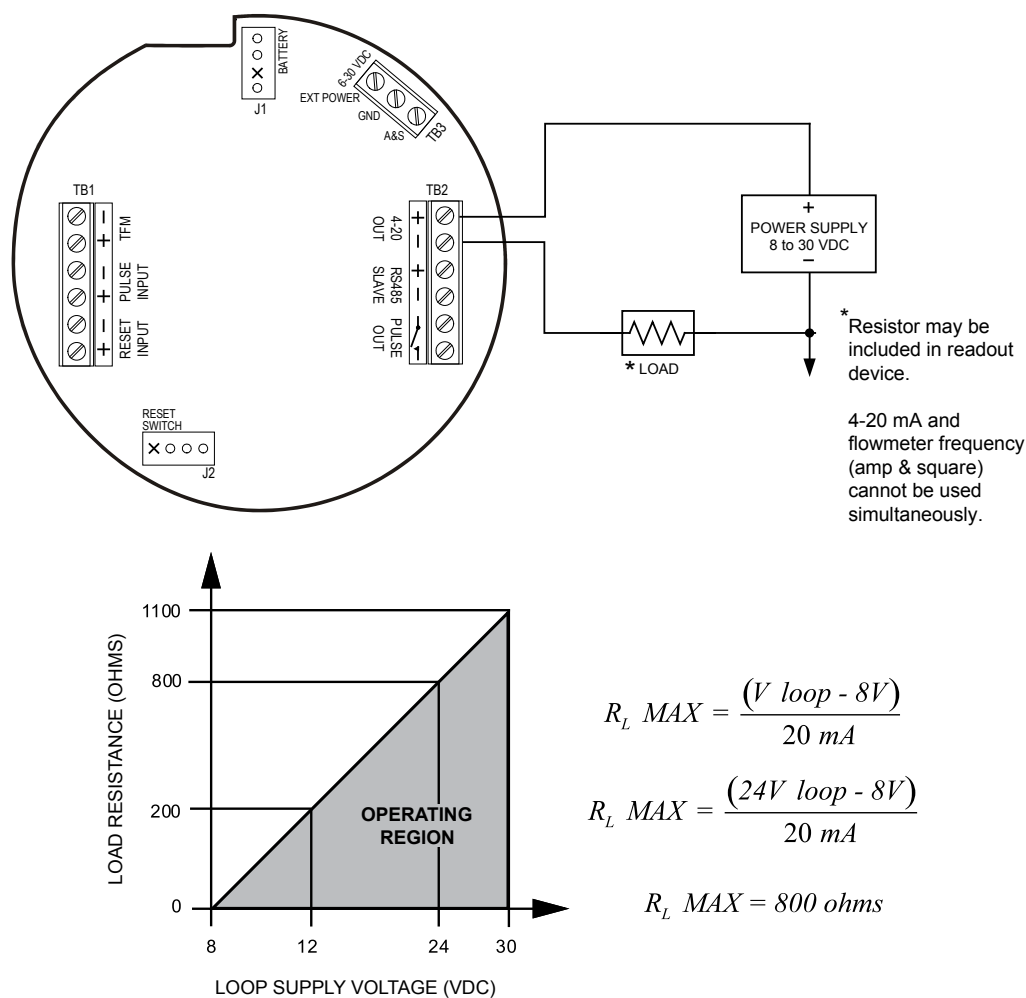 BATTERY
J1
6-30 VDC
EXT POWER
GND
A&S
TB3
TB1
– TFM
+
– PULSE
+ INPUT
– RESET
+ INPUT
TB2
+ 4-20
– OUT
+ RS485
– SLAVE
PULSE
OUT
RESET
SWITCH
J2
+
POWER SUPPLY
8 to 30 VDC
–
* LOAD
*Resistor may be
included in readout
device.
4-20 mA and
flowmeter frequency
(amp & square)
cannot be used
simultaneously.
LOAD RESISTANCE (OHMS)
1100
800
200
0
OPERATING
REGION
8 12 24 30
LOOP SUPPLY VOLTAGE (VDC)
R_L MAX = (V loop - 8V) / 20 mA
R_L MAX = (24V loop - 8V) / 20 mA
R_L MAX = 800 ohms